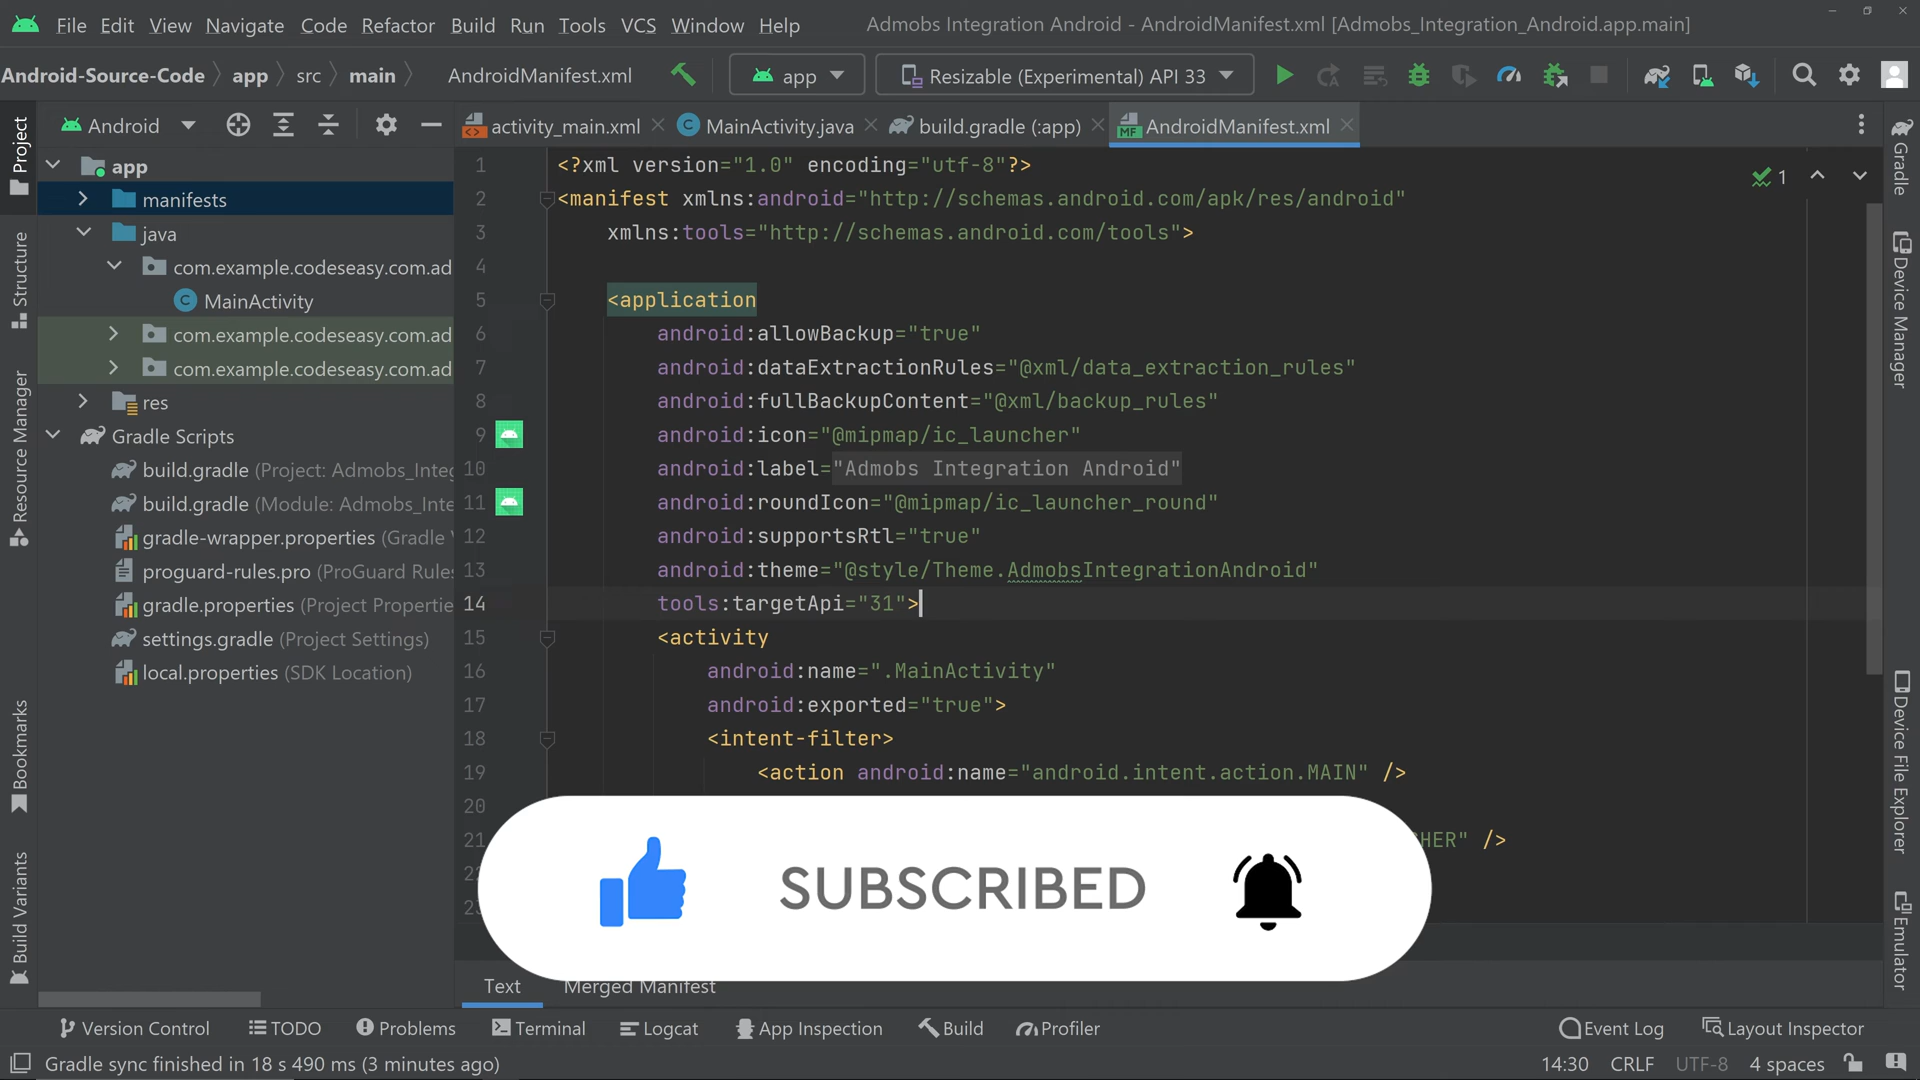 File Edit View Navigate Code Refactor Build Run Tools VCS Window Help Admobs Integration Android - AndroidManifest.xml [Admobs_Integration_Android.app.main]
Android-Source-Code app src main AndroidManifest.xml app Resizable (Experimental) API 33
Project
Structure
Resource Manager
Bookmarks
Build Variants
Android
app
manifests
java
com.example.codeseasy.com.ad
MainActivity
com.example.codeseasy.com.ad
com.example.codeseasy.com.ad
res
Gradle Scripts
build.gradle (Project: Admobs_Integ
build.gradle (Module: Admobs_Inte
gradle-wrapper.properties (Gradle
proguard-rules.pro (ProGuard Rules
gradle.properties (Project Propertie
settings.gradle (Project Settings)
local.properties (SDK Location)
activity_main.xml MainActivity.java build.gradle (:app) MF AndroidManifest.xml
1 <?xml version="1.0" encoding="utf-8"?>
2 <manifest xmlns:android="http://schemas.android.com/apk/res/android"
3 xmlns:tools="http://schemas.android.com/tools">
4
5 <application
6 android:allowBackup="true"
7 android:dataExtractionRules="@xml/data_extraction_rules"
8 android:fullBackupContent="@xml/backup_rules"
9 android:icon="@mipmap/ic_launcher"
10 android:label="Admobs Integration Android"
11 android:roundIcon="@mipmap/ic_launcher_round"
12 android:supportsRtl="true"
13 android:theme="@style/Theme.AdmobsIntegrationAndroid"
14 tools:targetApi="31">
15 <activity
16 android:name=".MainActivity"
17 android:exported="true">
18 <intent-filter>
19 <action android:name="android.intent.action.MAIN" />
20
21 HER" />
1
SUBSCRIBED
Text Merged Manifest
Gradle
Device Manager
Device File Explorer
Emulator
Version Control TODO Problems Terminal Logcat App Inspection Build Profiler Event Log Layout Inspector
Gradle sync finished in 18 s 490 ms (3 minutes ago) 14:30 CRLF UTF-8 4 spaces